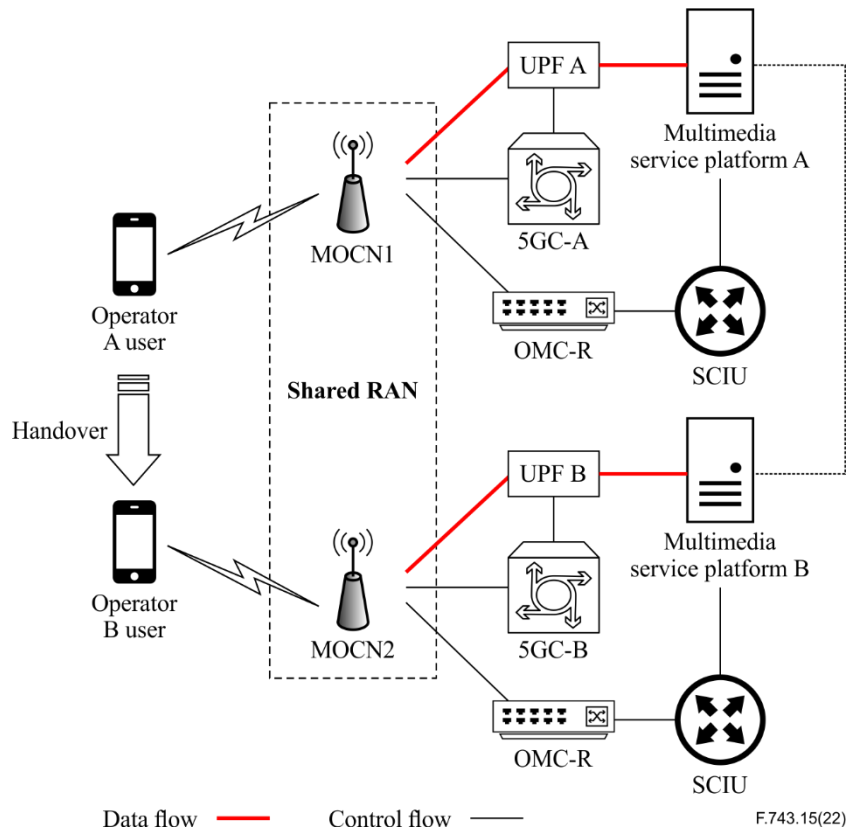 UPF A
Multimedia
service platform A
MOCN1
5GC-A
Operator
A user
OMC-R
SCIU
Shared RAN
Handover
UPF B
Multimedia
service platform B
Operator
B user
MOCN2
5GC-B
OMC-R
SCIU
Data flow
Control flow
F.743.15(22)